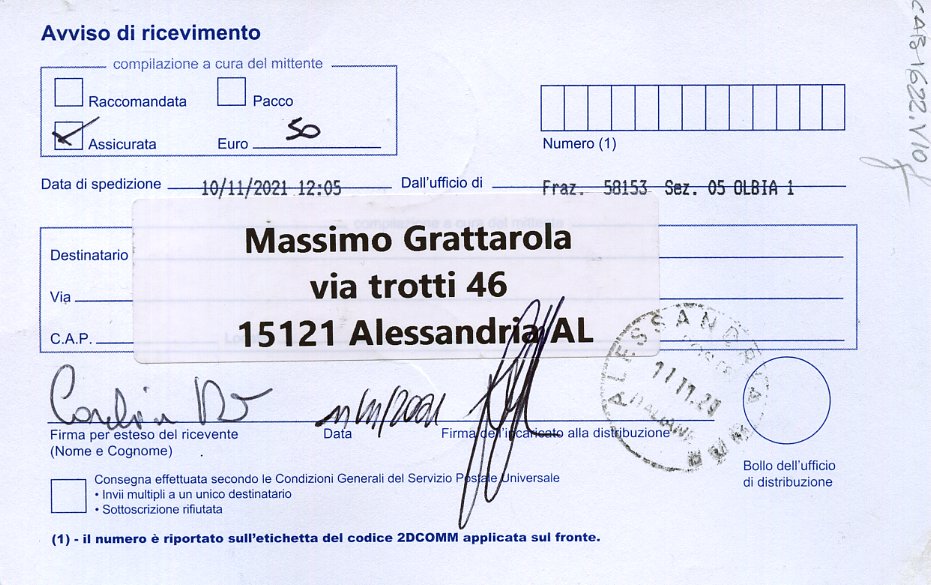 Avviso di ricevimento
compilazione a cura del mittente
Raccomandata Pacco
Assicurata Euro 50
Numero (1)
CAB-1622.V10
Data di spedizione 10/11/2021 12:05 Dall'ufficio di Fraz. 58153 Sez. 05 OLBIA 1
Destinatario
Via
C.A.P.
Massimo Grattarola
via trotti 46
15121 Alessandria AL
11/11/2021
Firma per esteso del ricevente
(Nome e Cognome)
Data
Firma dell'incaricato alla distribuzione
ALESSANDRIA
Bollo dell'ufficio
di distribuzione
Consegna effettuata secondo le Condizioni Generali del Servizio Postale Universale
• Invii multipli a un unico destinatario
• Sottoscrizione rifiutata
(1) - il numero è riportato sull'etichetta del codice 2DCOMM applicata sul fronte.